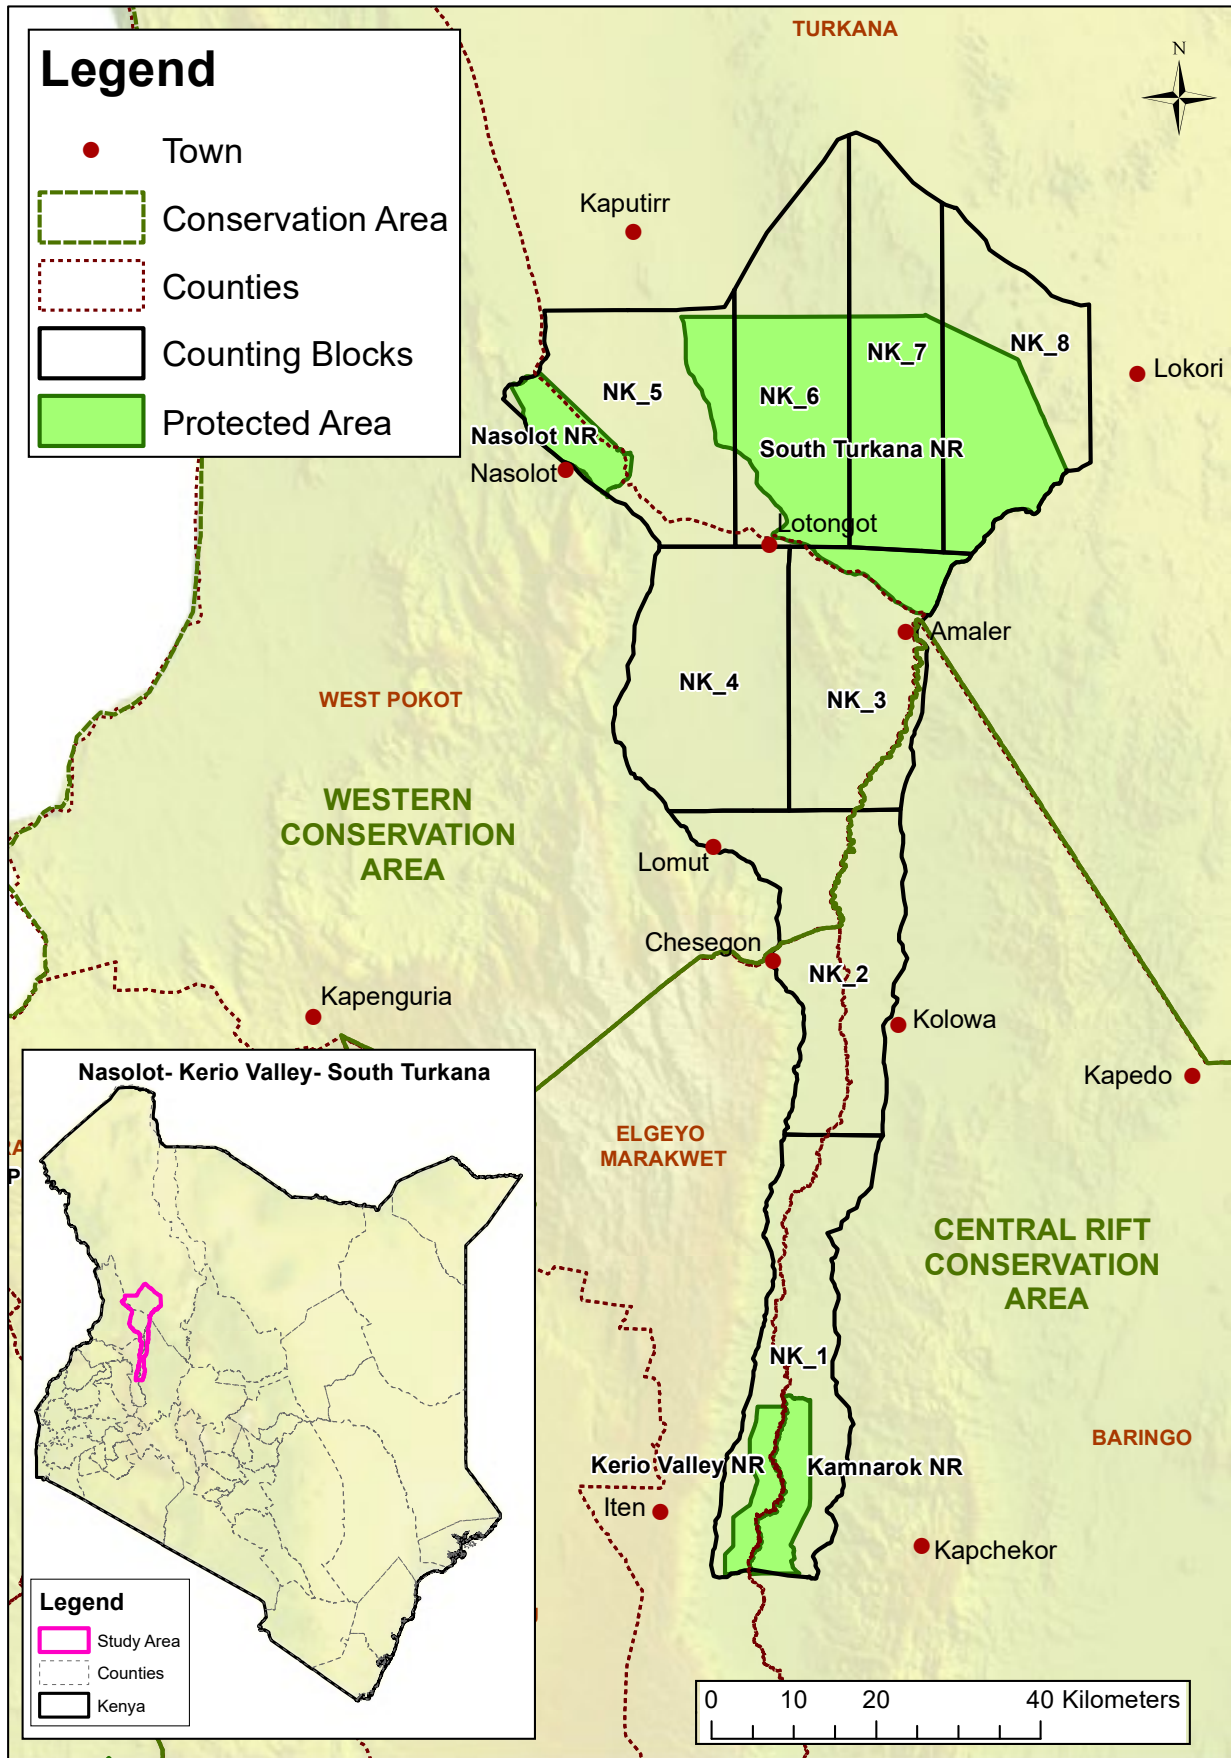 TURKANA
N
Legend
Town
Conservation Area
Counties
Counting Blocks
Protected Area
Kaputirr
NK_8
NK_7
Lokori
NK_5
NK_6
Nasolot NR
South Turkana NR
Nasolot
Lotongot
Amaler
NK_4
NK_3
WEST POKOT
WESTERN
CONSERVATION
AREA
Lomut
Chesegon
NK_2
Kapenguria
Kolowa
Kapedo
Nasolot- Kerio Valley- South Turkana
ELGEYO
MARAKWET
CENTRAL RIFT
CONSERVATION
AREA
NK_1
BARINGO
Kerio Valley NR
Kamnarok NR
Iten
Kapchekor
Legend
Study Area
Counties
Kenya
0 10 20 40 Kilometers